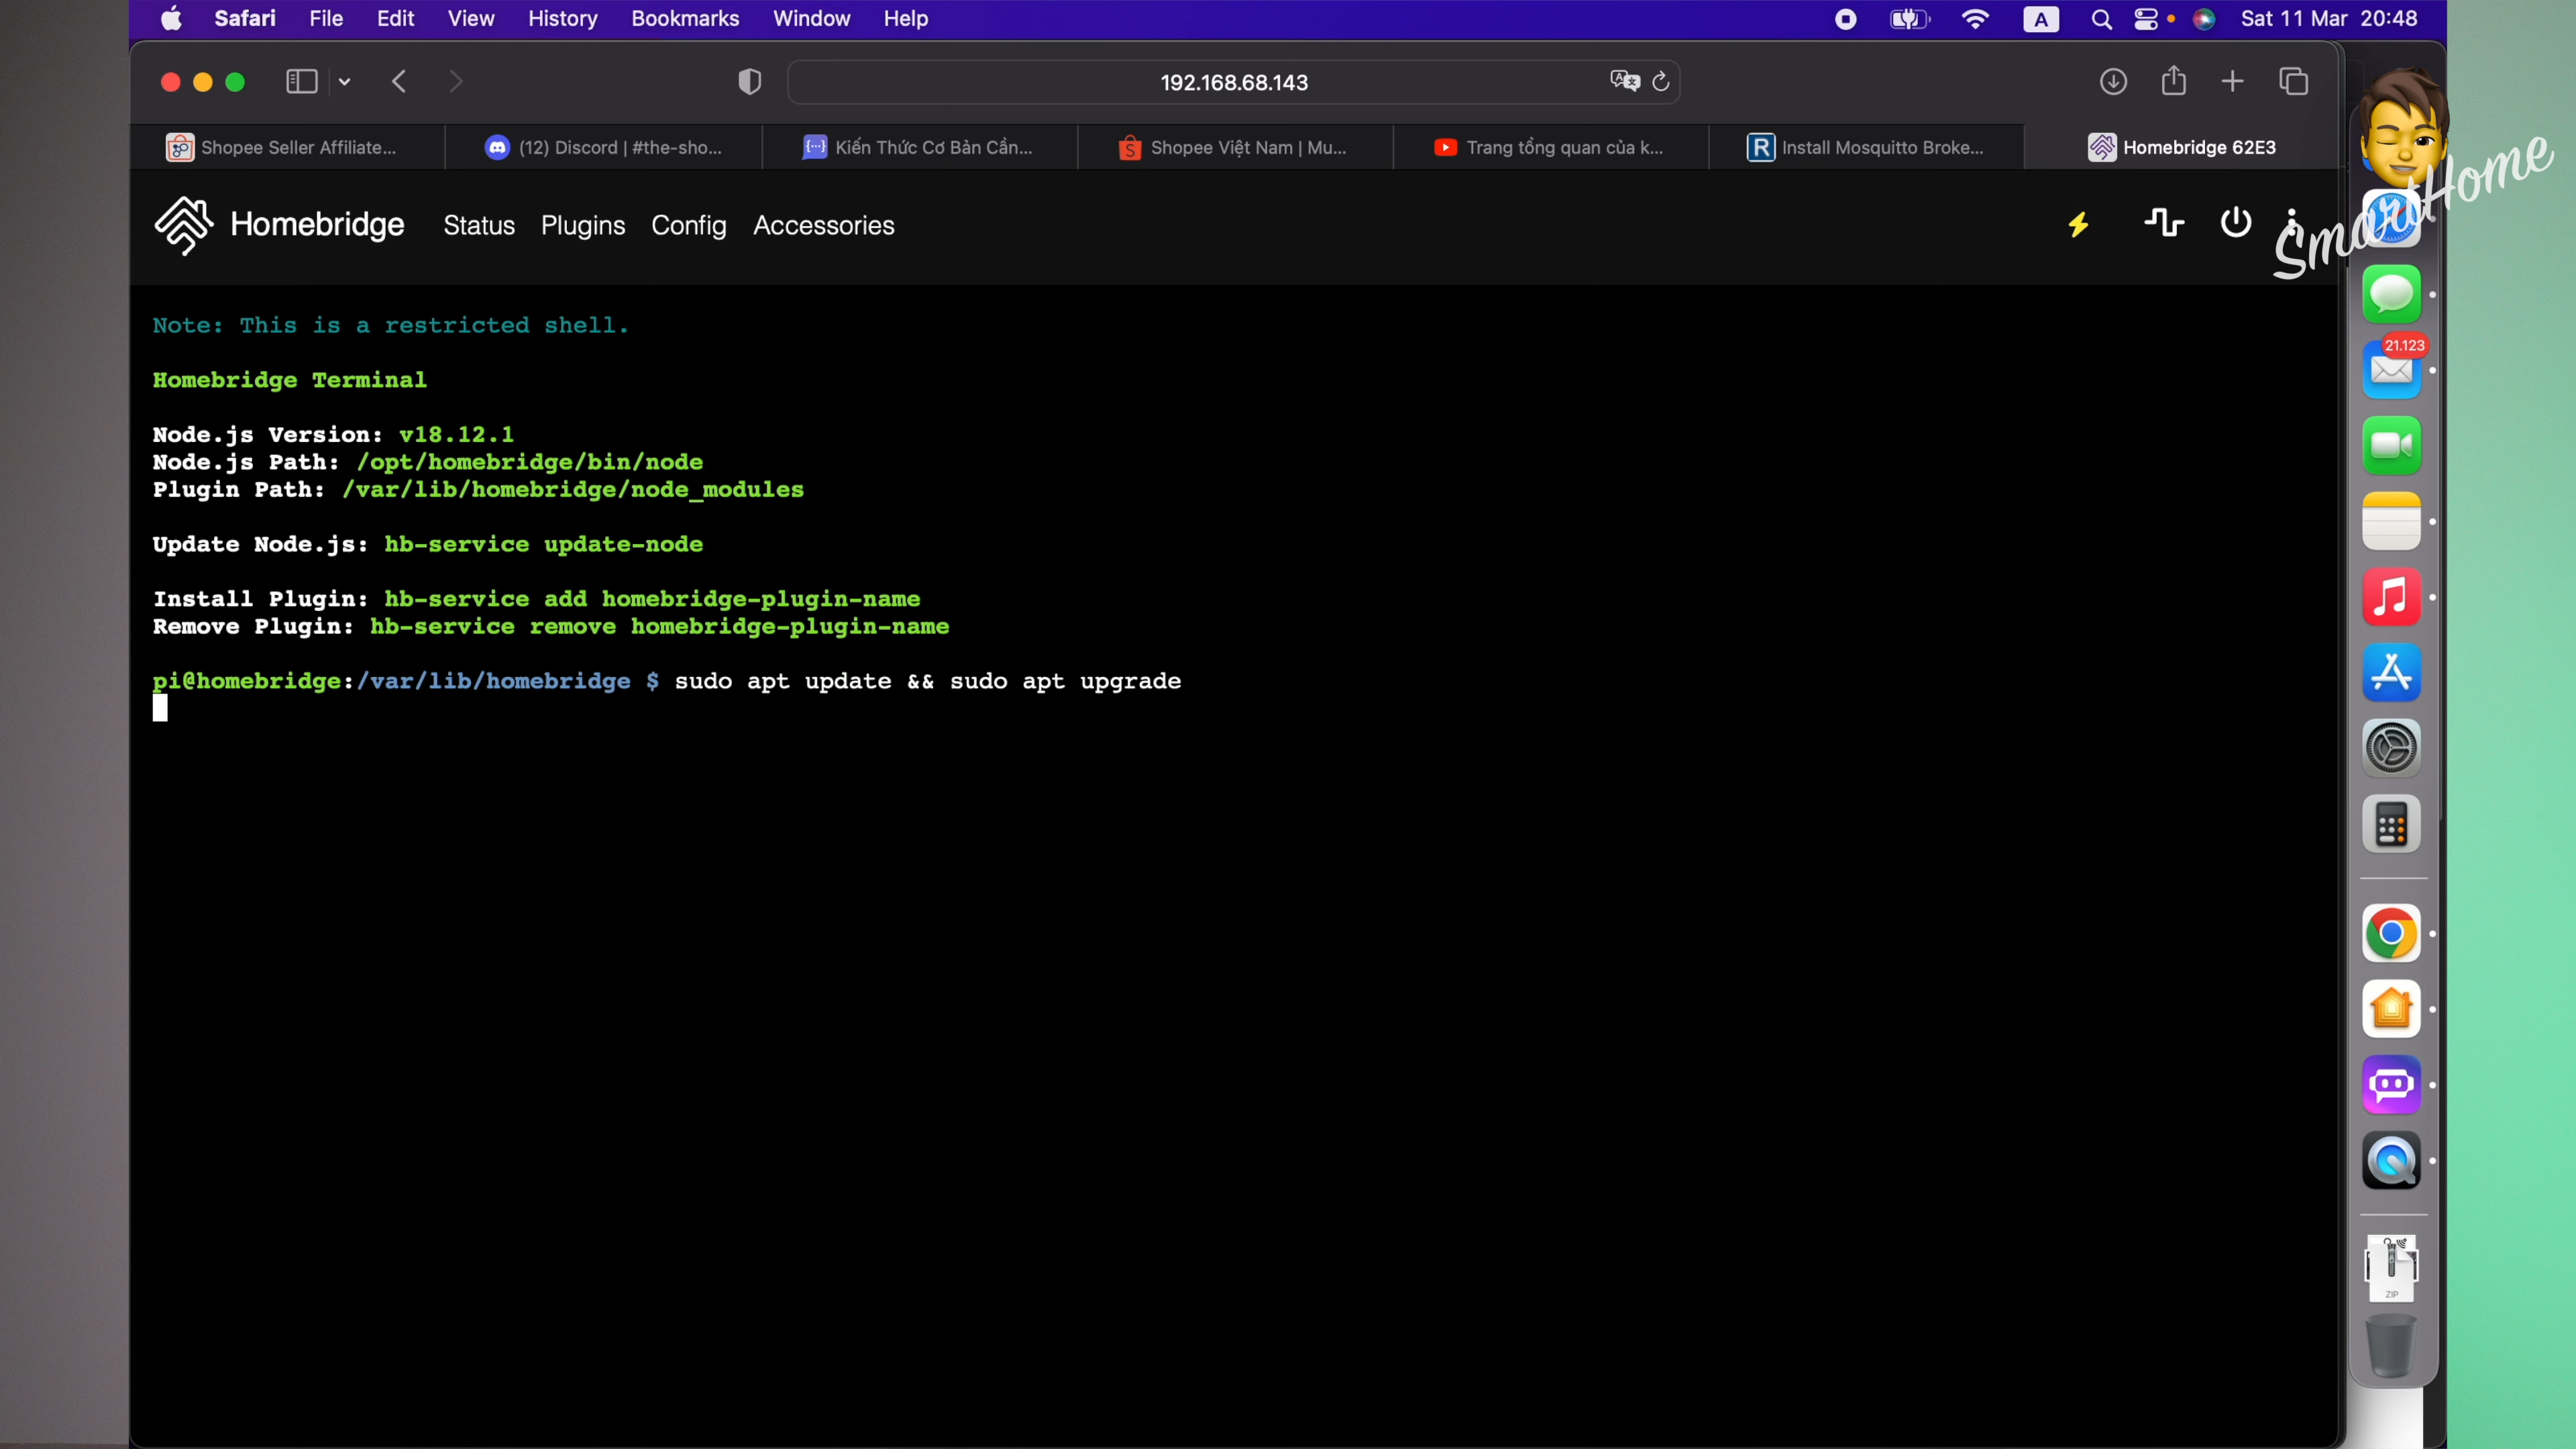 Safari File Edit View History Bookmarks Window Help A Sat 11 Mar 20:48
192.168.68.143
Shopee Seller Affiliate... (12) Discord | #the-sho... Kiến Thức Cơ Bản Cần... Shopee Việt Nam | Mu... Trang tổng quan của k... R Install Mosquitto Broke... Homebridge 62E3
SmartHome
Homebridge Status Plugins Config Accessories
Note: This is a restricted shell.
Homebridge Terminal
Node.js Version: v18.12.1
Node.js Path: /opt/homebridge/bin/node
Plugin Path: /var/lib/homebridge/node_modules
Update Node.js: hb-service update-node
Install Plugin: hb-service add homebridge-plugin-name
Remove Plugin: hb-service remove homebridge-plugin-name
pi@homebridge:/var/lib/homebridge $ sudo apt update && sudo apt upgrade
21.123
ZIP